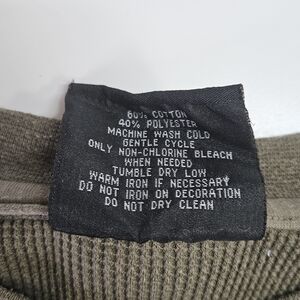 60% COTTON
40% POLYESTER
MACHINE WASH COLD
GENTLE CYCLE
ONLY NON-CHLORINE BLEACH
WHEN NEEDED
TUMBLE DRY LOW
WARM IRON IF NECESSARY
DO NOT IRON ON DECORATION
DO NOT DRY CLEAN